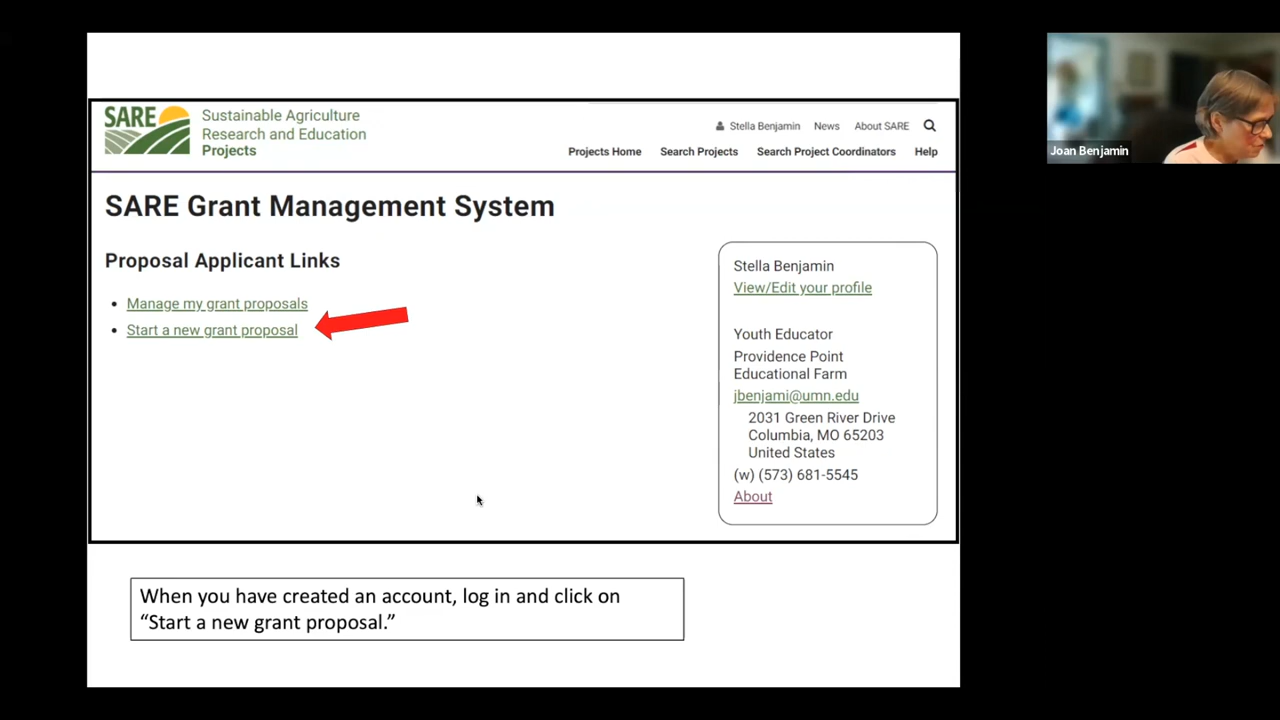 SARE
Sustainable Agriculture
Research and Education
Projects
Stella Benjamin News About SARE
Projects Home Search Projects Search Project Coordinators Help
SARE Grant Management System
Proposal Applicant Links
• Manage my grant proposals
• Start a new grant proposal
Stella Benjamin
View/Edit your profile
Youth Educator
Providence Point
Educational Farm
jbenjami@umn.edu
2031 Green River Drive
Columbia, MO 65203
United States
(w) (573) 681-5545
About
When you have created an account, log in and click on
“Start a new grant proposal.”
Joan Benjamin